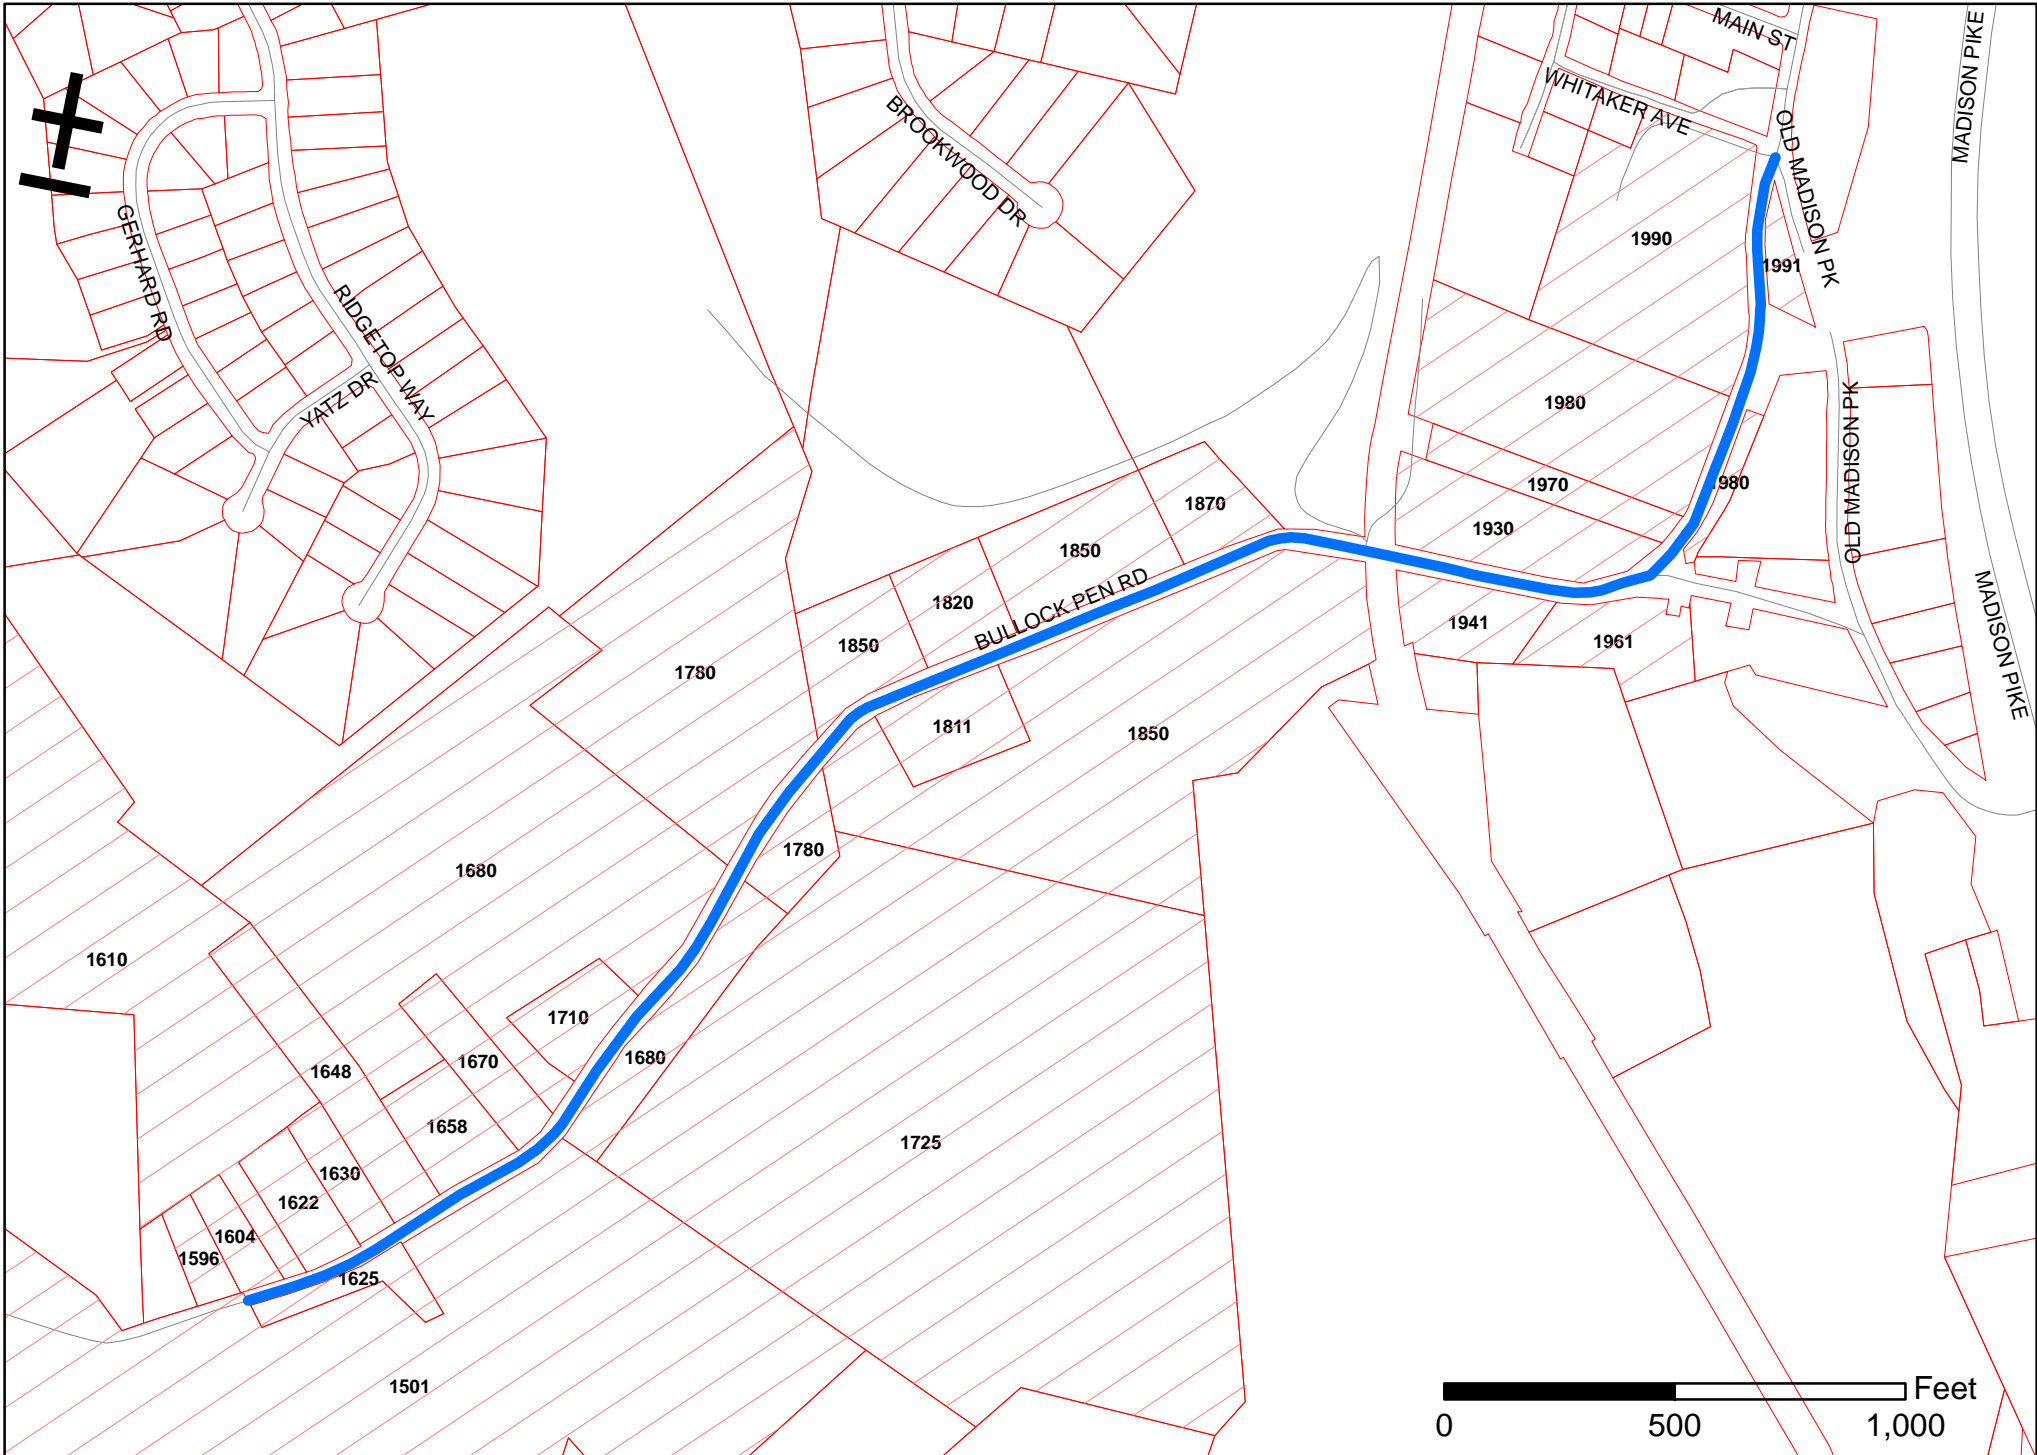 MAIN ST
MADISON PIKE
WHITAKER AVE
BROOKWOOD DR
OLD MADISON PK
GERHARD RD
1990
1991
RIDGETOP WAY
YATZ DR
1980
OLD MADISON PK
1970
1980
1870
1930
1850
BULLOCK PEN RD
1820
1941
1961
1850
MADISON PIKE
1780
1811
1850
1780
1680
1610
1710
1680
1670
1648
1658
1725
1630
1622
1604
1596
1625
1501
Feet
0 500 1,000